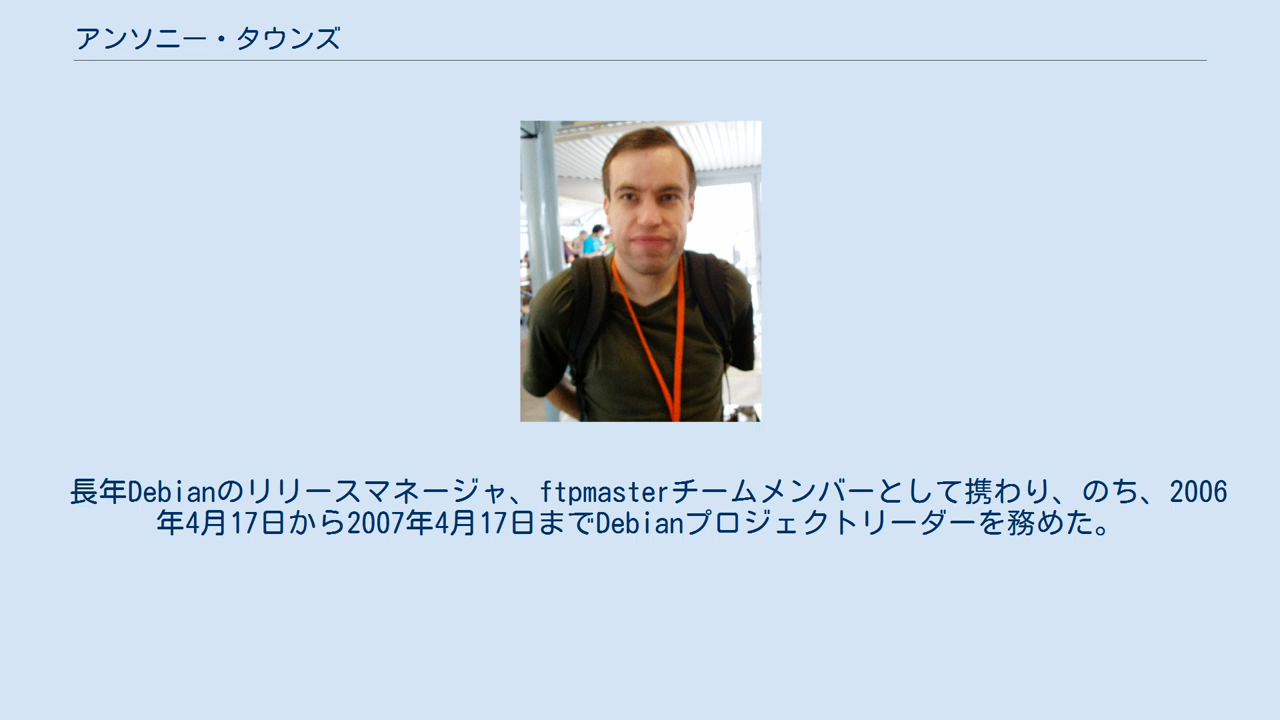 アンソニー・タウンズ
長年Debianのリリースマネージャ、ftpmasterチームメンバーとして携わり、のち、2006
年4月17日から2007年4月17日までDebianプロジェクトリーダーを務めた。